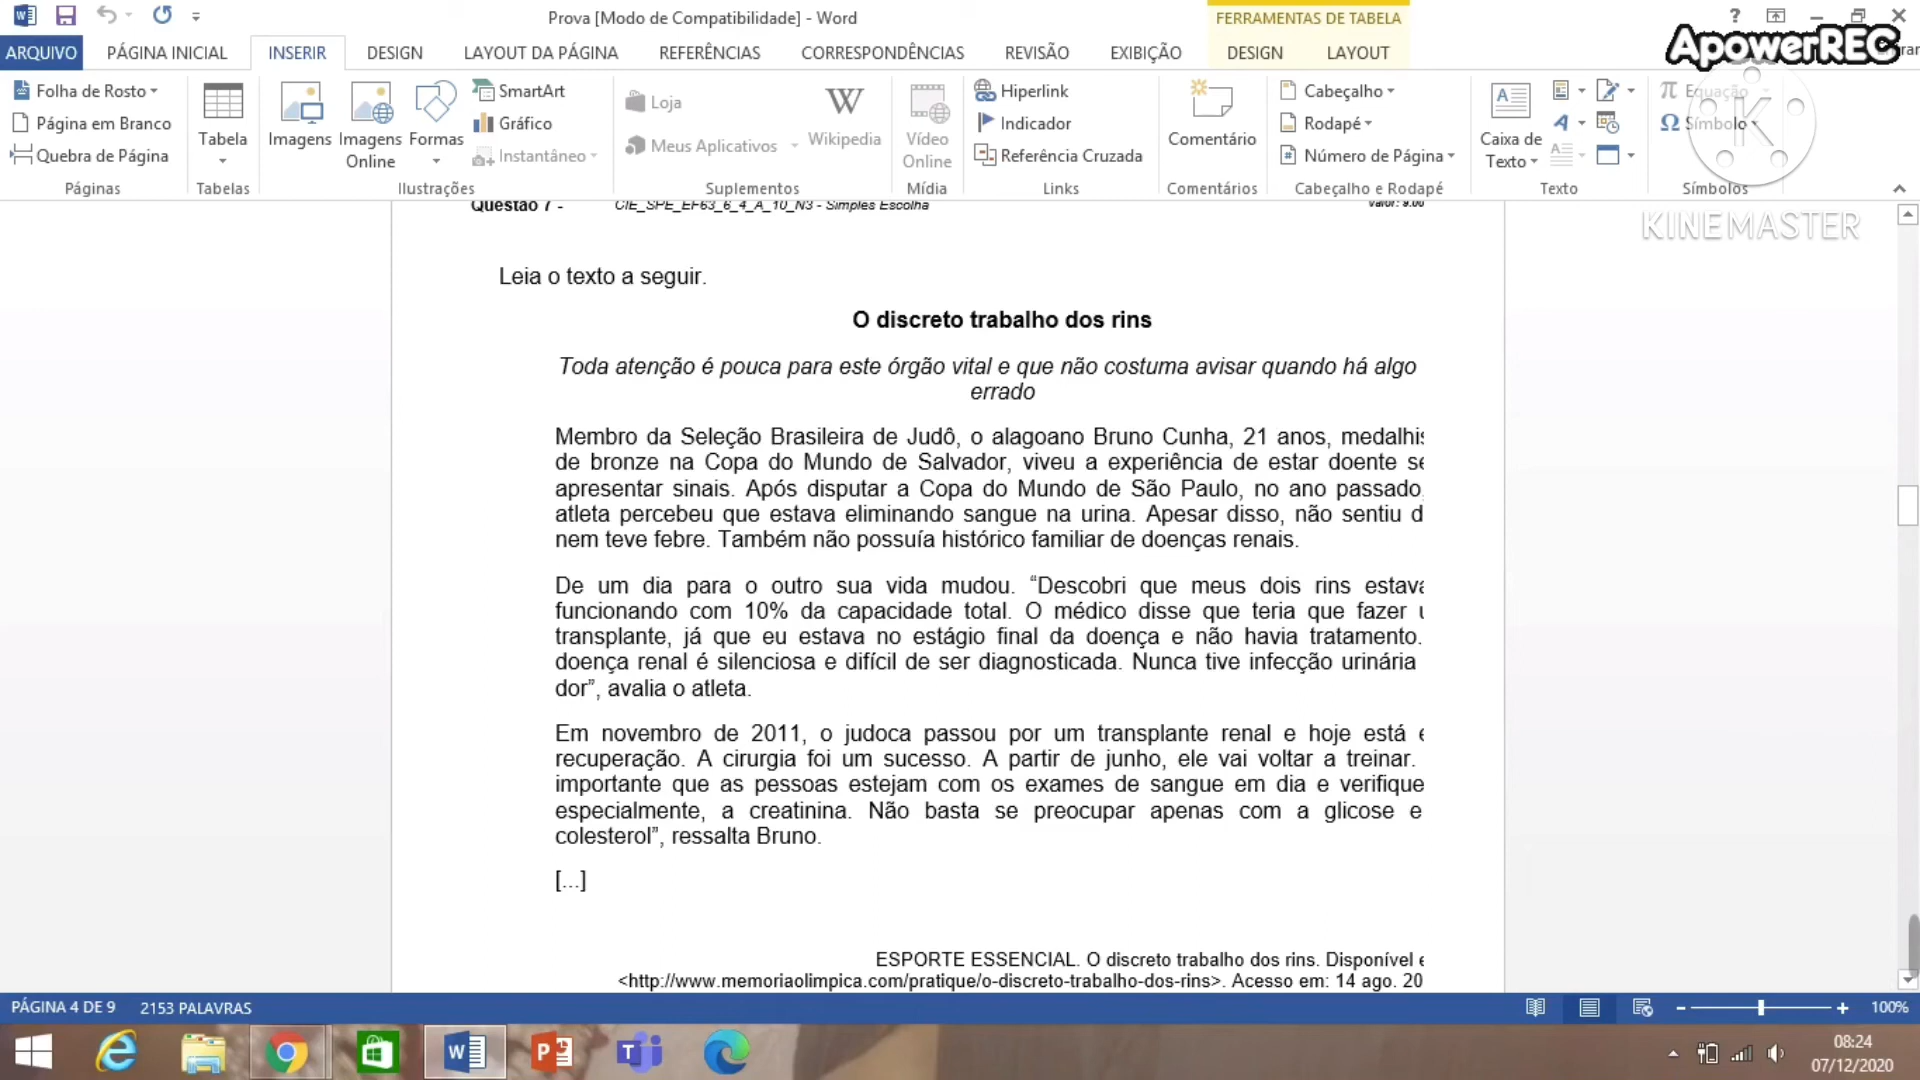 Prova [Modo de Compatibilidade] - Word
FERRAMENTAS DE TABELA
?
ApowerREC
ARQUIVO PÁGINA INICIAL INSERIR DESIGN LAYOUT DA PÁGINA REFERÊNCIAS CORRESPONDÊNCIAS REVISÃO EXIBIÇÃO DESIGN LAYOUT
Folha de Rosto
Página em Branco
Quebra de Página
Páginas
Tabela
Tabelas
Imagens
Imagens Online
Formas
SmartArt
Gráfico
Instantâneo
Ilustrações
Loja
Meus Aplicativos
Wikipedia
Suplementos
Vídeo Online
Mídia
Hiperlink
Indicador
Referência Cruzada
Links
Comentário
Comentários
Cabeçalho
Rodapé
Número de Página
Cabeçalho e Rodapé
Caixa de Texto
Texto
π Equação
Ω Símbolo
Símbolos
K
KINEMASTER
Questão 7 - CIE_SPE_EF63_6_4_A_10_N3 - Simples Escolha Valor: 9.00
Leia o texto a seguir.
O discreto trabalho dos rins
Toda atenção é pouca para este órgão vital e que não costuma avisar quando há algo
errado
Membro da Seleção Brasileira de Judô, o alagoano Bruno Cunha, 21 anos, medalhis
de bronze na Copa do Mundo de Salvador, viveu a experiência de estar doente se
apresentar sinais. Após disputar a Copa do Mundo de São Paulo, no ano passado,
atleta percebeu que estava eliminando sangue na urina. Apesar disso, não sentiu d
nem teve febre. Também não possuía histórico familiar de doenças renais.
De um dia para o outro sua vida mudou. “Descobri que meus dois rins estava
funcionando com 10% da capacidade total. O médico disse que teria que fazer u
transplante, já que eu estava no estágio final da doença e não havia tratamento.
doença renal é silenciosa e difícil de ser diagnosticada. Nunca tive infecção urinária
dor”, avalia o atleta.
Em novembro de 2011, o judoca passou por um transplante renal e hoje está e
recuperação. A cirurgia foi um sucesso. A partir de junho, ele vai voltar a treinar.
importante que as pessoas estejam com os exames de sangue em dia e verifique
especialmente, a creatinina. Não basta se preocupar apenas com a glicose e
colesterol”, ressalta Bruno.
[...]
ESPORTE ESSENCIAL. O discreto trabalho dos rins. Disponível e
<http://www.memoriaolimpica.com/pratique/o-discreto-trabalho-dos-rins>. Acesso em: 14 ago. 20
PÁGINA 4 DE 9 2153 PALAVRAS 100%
08:24
07/12/2020